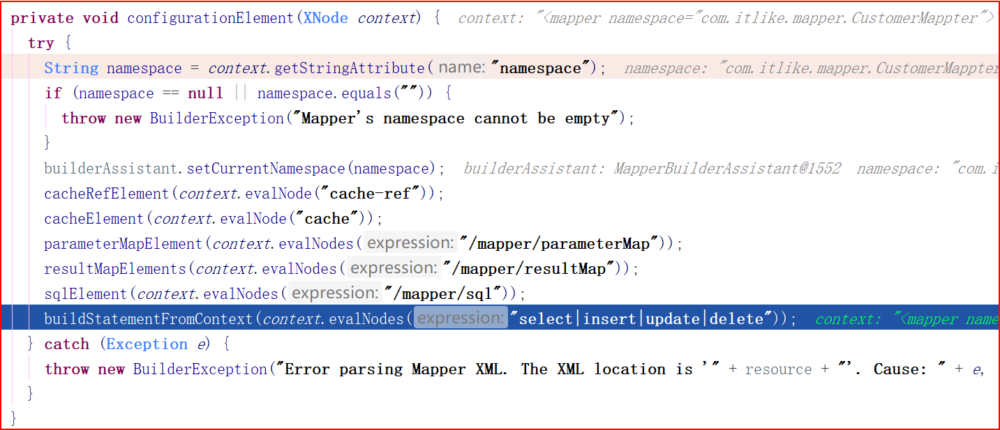 private void configurationElement(XNode context) {  context: "<mapper namespace="com.itlike.mapper.CustomerMappter">
try {
String namespace = context.getStringAttribute( name: "namespace");  namespace: "com.itlike.mapper.CustomerMappter
if (namespace == null || namespace.equals("")) {
throw new BuilderException("Mapper's namespace cannot be empty");
}
builderAssistant.setCurrentNamespace(namespace);  builderAssistant: MapperBuilderAssistant@1552  namespace: "com.i
cacheRefElement(context.evalNode("cache-ref"));
cacheElement(context.evalNode("cache"));
parameterMapElement(context.evalNodes( expression: "/mapper/parameterMap"));
resultMapElements(context.evalNodes( expression: "/mapper/resultMap"));
sqlElement(context.evalNodes( expression: "/mapper/sql"));
buildStatementFromContext(context.evalNodes( expression: "select|insert|update|delete"));  context: "<mapper name
} catch (Exception e) {
throw new BuilderException("Error parsing Mapper XML. The XML location is '" + resource + "'. Cause: " + e,
}
}